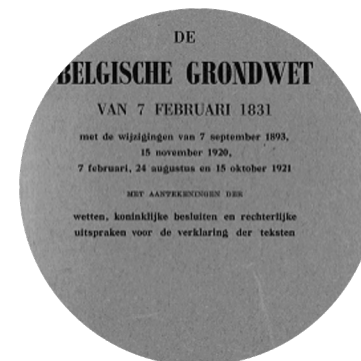 DE
BELGISCHE GRONDWET
VAN 7 FEBRUARI 1831
met de wijzigingen van 7 september 1893,
15 november 1920,
7 februari, 24 augustus en 15 oktober 1921
MET AANTEKENINGEN DER
wetten, koninklijke besluiten en rechterlijke
uitspraken voor de verklaring der teksten